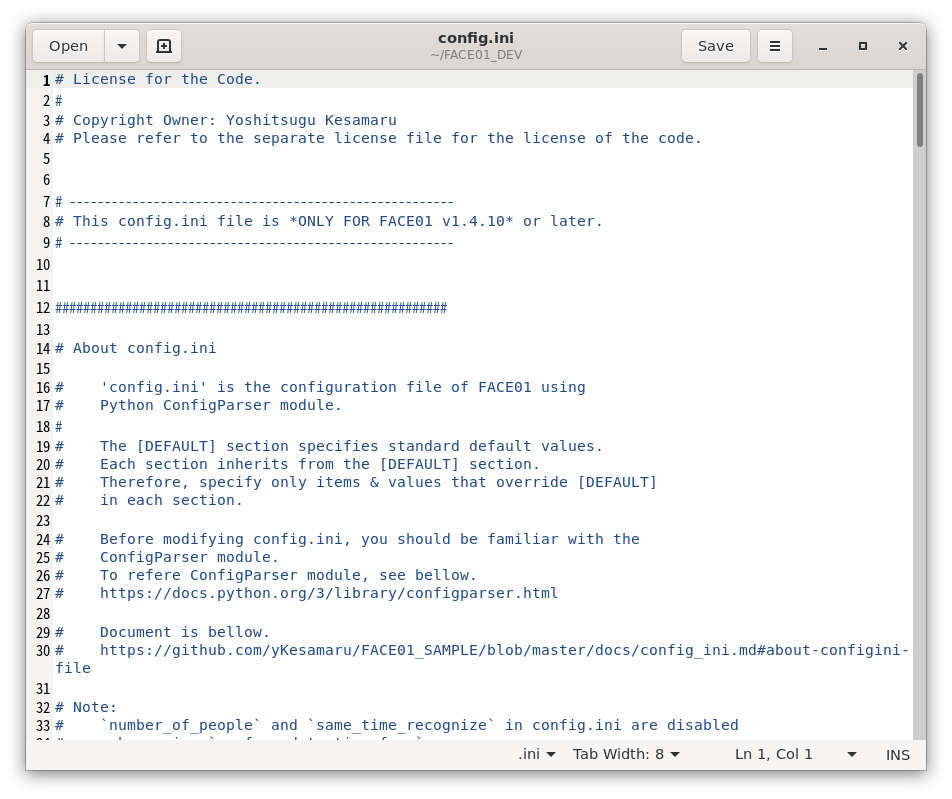 Open
config.ini
~/FACE01_DEV
Save
1 # License for the Code.
2 #
3 # Copyright Owner: Yoshitsugu Kesamaru
4 # Please refer to the separate license file for the license of the code.
5
6
7 # -------------------------------------------------------
8 # This config.ini file is *ONLY FOR FACE01 v1.4.10* or later.
9 # -------------------------------------------------------
10
11
12 ########################################################
13
14 # About config.ini
15
16 #    'config.ini' is the configuration file of FACE01 using
17 #    Python ConfigParser module.
18 #
19 #    The [DEFAULT] section specifies standard default values.
20 #    Each section inherits from the [DEFAULT] section.
21 #    Therefore, specify only items & values that override [DEFAULT]
22 #    in each section.
23
24 #    Before modifying config.ini, you should be familiar with the
25 #    ConfigParser module.
26 #    To refere ConfigParser module, see bellow.
27 #    https://docs.python.org/3/library/configparser.html
28
29 #    Document is bellow.
30 #    https://github.com/yKesamaru/FACE01_SAMPLE/blob/master/docs/config_ini.md#about-configini-
file
31
32 # Note:
33 #    `number_of_people` and `same_time_recognize` in config.ini are disabled
.ini
Tab Width: 8
Ln 1, Col 1
INS